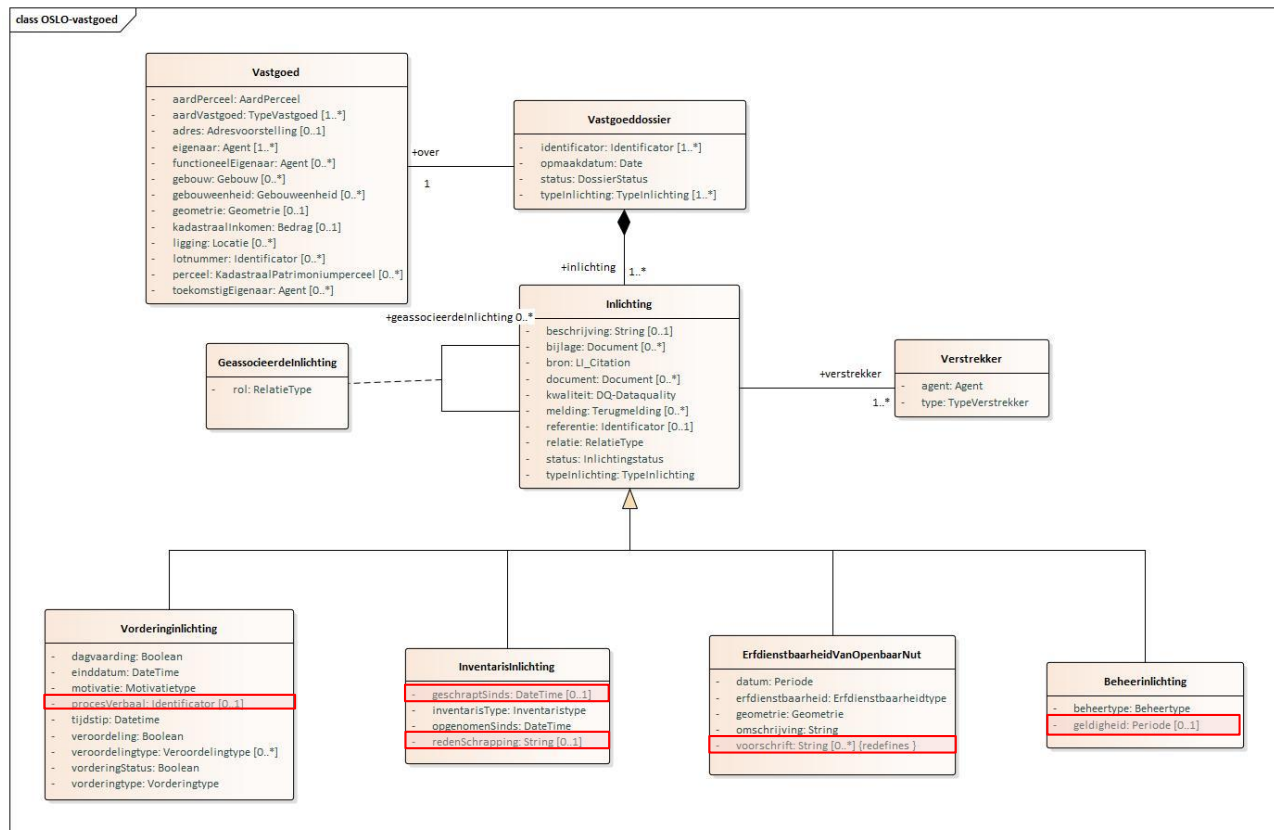 class OSLO-vastgoed
Vastgoed
- aardPerceel: AardPerceel
- aardVastgoed: TypeVastgoed [1..*]
- adres: Adresvoorstelling [0..1]
- eigenaar: Agent [1..*]
- functioneelEigenaar: Agent [0..*]
- gebouw: Gebouw [0..*]
- gebouweenheid: Gebouweenheid [0..*]
- geometrie: Geometrie [0..1]
- kadastraalInkomen: Bedrag [0..1]
- ligging: Locatie [0..*]
- lotnummer: Identificator [0..*]
- perceel: KadastraalPatrimoniumperceel [0..*]
- toekomstigEigenaar: Agent [0..*]
+over
1
Vastgoeddossier
- identificator: Identificator [1..*]
- opmaakdatum: Date
- status: DossierStatus
- typeInlichting: TypeInlichting [1..*]
+inlichting
1..*
+geassocieerdeInlichting 0..*
GeassocieerdeInlichting
- rol: RelatieType
Inlichting
- beschrijving: String [0..1]
- bijlage: Document [0..*]
- bron: LI_Citation
- document: Document [0..*]
- kwaliteit: DQ-Dataquality
- melding: Terugmelding [0..*]
- referentie: Identificator [0..1]
- relatie: RelatieType
- status: Inlichtingstatus
- typeInlichting: TypeInlichting
+verstrekker
1..*
Verstrekker
- agent: Agent
- type: TypeVerstrekker
Vorderinginlichting
- dagvaarding: Boolean
- einddatum: DateTime
- motivatie: Motivatietype
- procesVerbaal: Identificator [0..1]
- tijdstip: Datetime
- veroordeling: Boolean
- veroordelingtype: Veroordelingtype [0..*]
- vorderingStatus: Boolean
- vorderingtype: Vorderingtype
InventarisInlichting
- geschraptSinds: DateTime [0..1]
- inventarisType: Inventaristype
- opgenomenSinds: DateTime
- redenSchrapping: String [0..1]
ErfdienstbaarheidVanOpenbaarNut
- datum: Periode
- erfdienstbaarheid: Erfdienstbaarheidtype
- geometrie: Geometrie
- omschrijving: String
- voorschrift: String [0..*] {redefines }
Beheerinlichting
- beheertype: Beheertype
- geldigheid: Periode [0..1]